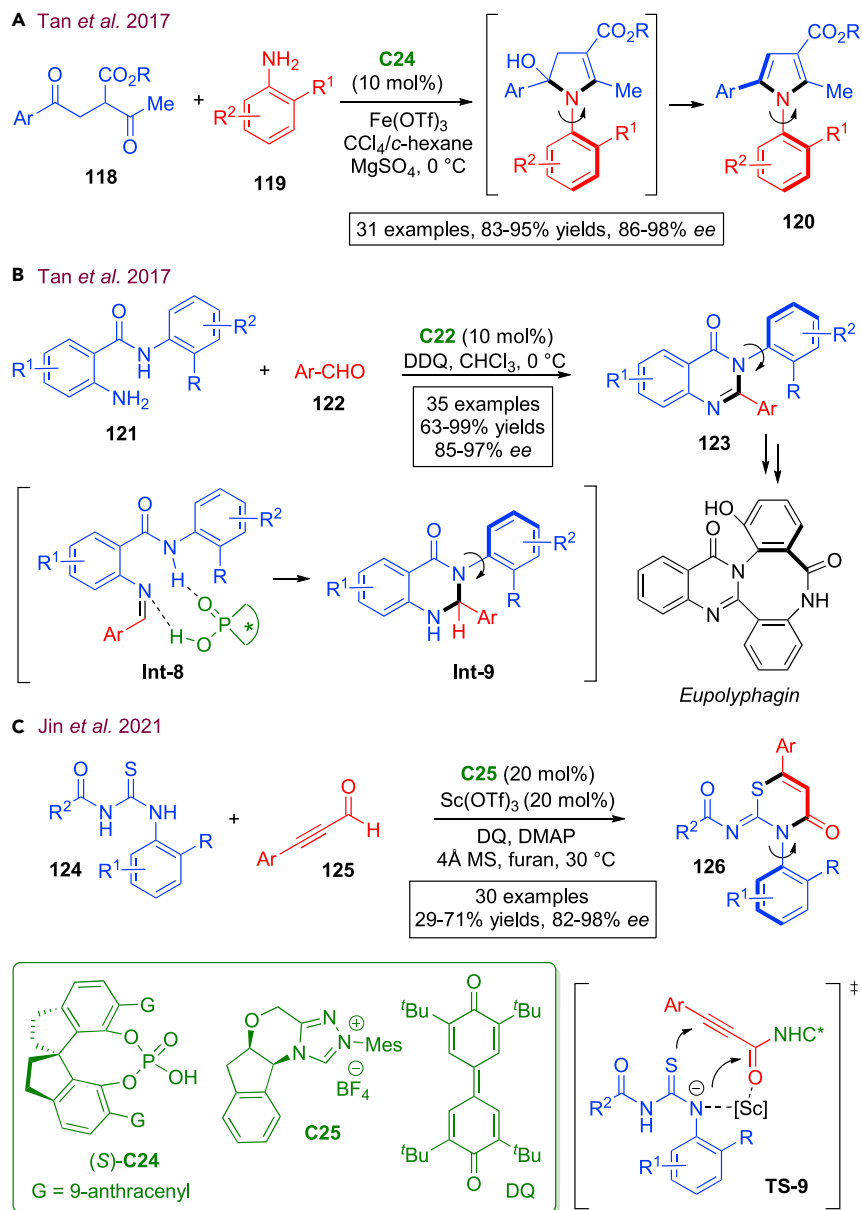 A Tan et al. 2017
O
CO2R
Ar
Me
O
118
+
NH2
R1
R2
119
C24
(10 mol%)
Fe(OTf)3
CCl4/c-hexane
MgSO4, 0 °C
HO
CO2R
Ar
N
Me
R1
R2
CO2R
Ar
N
Me
R1
R2
120
31 examples, 83-95% yields, 86-98% ee
B Tan et al. 2017
O
R2
N
H
R1
R
NH2
121
+
Ar-CHO
122
C22 (10 mol%)
DDQ, CHCl3, 0 °C
35 examples
63-99% yields
85-97% ee
O
R2
N
R1
R
N
Ar
123
O
R2
N
R1
H
R
N
O
O
P
*
Ar
H
Int-8
O
R2
N
R1
R
N
H
Ar
H
Int-9
HO
O
N
O
NH
N
Eupolyphagin
C Jin et al. 2021
O
S
R2
N
H
NH
R
R1
124
+
O
H
Ar
125
C25 (20 mol%)
Sc(OTf)3 (20 mol%)
DQ, DMAP
4Å MS, furan, 30 °C
30 examples
29-71% yields, 82-98% ee
Ar
S
O
R2
N
N
O
R
R1
126
G
O
O
P
O
OH
G
(S)-C24
G = 9-anthracenyl
O
N
N
⊕
N
Mes
⊖
BF4
C25
O
tBu
tBu
tBu
tBu
O
DQ
‡
Ar
NHC*
O
S
O
⊖
R2
NH
N
[Sc]
R
R1
TS-9